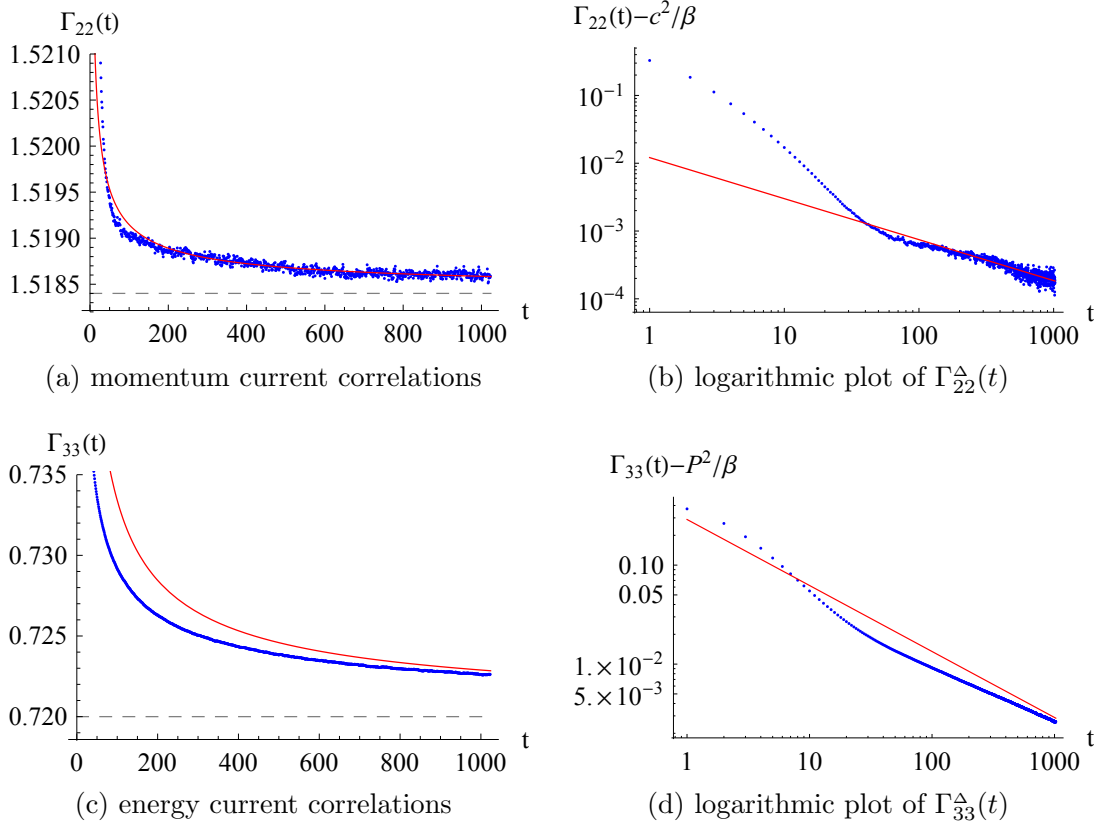 Γ22(t)
1.5210
1.5205
1.5200
1.5195
1.5190
1.5185
0 200 400 600 800 1000 t
(a) momentum current correlations
Γ22(t)−c²/β
10⁻¹
10⁻²
10⁻³
10⁻⁴
1 10 100 1000 t
(b) logarithmic plot of Γ^Δ_22(t)
Γ33(t)
0.735
0.730
0.725
0.720
0 200 400 600 800 1000 t
(c) energy current correlations
Γ33(t)−P²/β
0.10
0.05
1.×10⁻²
5.×10⁻³
1 10 100 1000 t
(d) logarithmic plot of Γ^Δ_33(t)